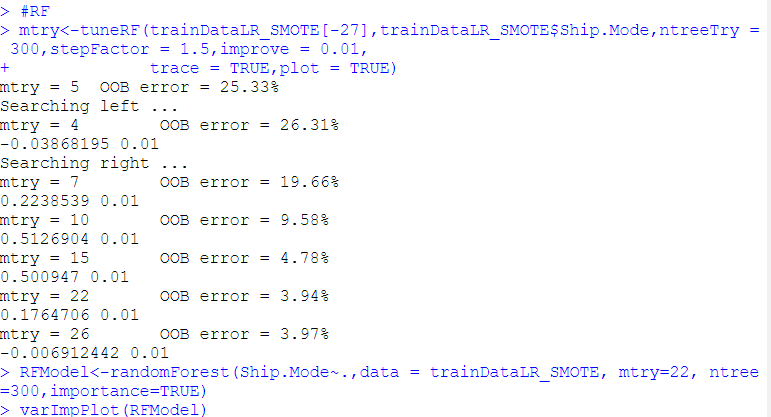 > #RF
> mtry<-tuneRF(trainDataLR_SMOTE[-27],trainDataLR_SMOTE$Ship.Mode,ntreeTry =
 300,stepFactor = 1.5,improve = 0.01,
+             trace = TRUE,plot = TRUE)
mtry = 5  OOB error = 25.33%
Searching left ...
mtry = 4        OOB error = 26.31%
-0.03868195 0.01
Searching right ...
mtry = 7        OOB error = 19.66%
0.2238539 0.01
mtry = 10       OOB error = 9.58%
0.5126904 0.01
mtry = 15       OOB error = 4.78%
0.500947 0.01
mtry = 22       OOB error = 3.94%
0.1764706 0.01
mtry = 26       OOB error = 3.97%
-0.006912442 0.01
> RFModel<-randomForest(Ship.Mode~.,data = trainDataLR_SMOTE, mtry=22, ntree
=300,importance=TRUE)
> varImpPlot(RFModel)